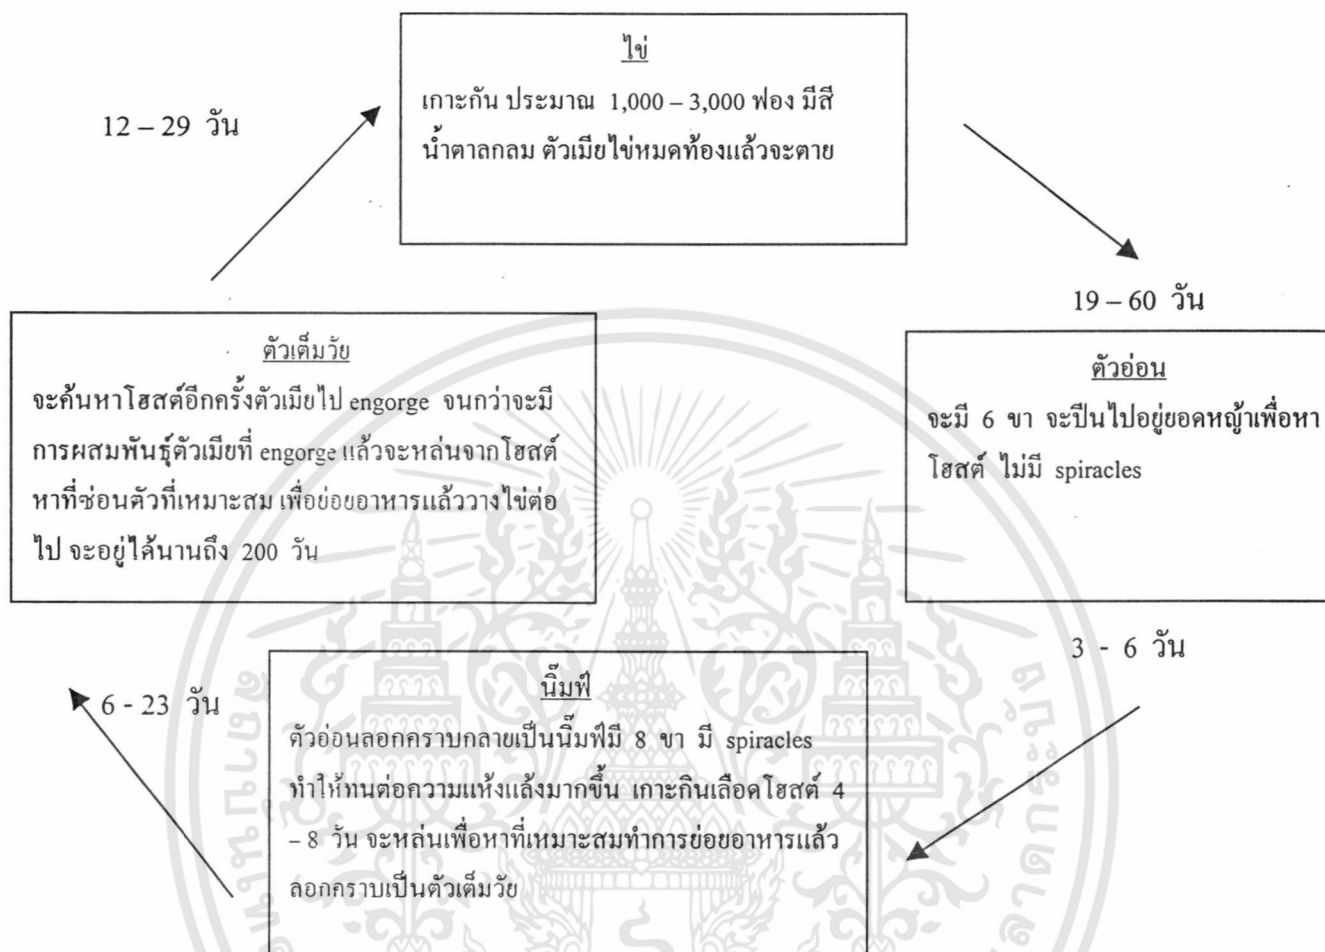 ไข่
เกาะกัน ประมาณ 1,000 – 3,000 ฟอง มีสี
น้ำตาลกลม ตัวเมียไข่หมดท้องแล้วจะตาย
12 – 29 วัน
19 – 60 วัน
ตัวเต็มวัย
จะค้นหาโฮสต์อีกครั้งตัวเมียไป engorge จนกว่าจะมี
การผสมพันธุ์ตัวเมียที่ engorge แล้วจะหล่นจากโฮสต์
หาที่ซ่อนตัวที่เหมาะสม เพื่อย่อยอาหารแล้ววางไข่ต่อ
ไป จะอยู่ได้นานถึง 200 วัน
ตัวอ่อน
จะมี 6 ขา จะปีนไปอยู่ยอดหญ้าเพื่อหา
โฮสต์ ไม่มี spiracles
3 - 6 วัน
6 - 23 วัน
นิ๊มฟ์
ตัวอ่อนลอกคราบกลายเป็นนิ๊มฟ์มี 8 ขา มี spiracles
ทำให้ทนต่อความแห้งแล้งมากขึ้น เกาะกินเลือดโฮสต์ 4
– 8 วัน จะหล่นเพื่อหาที่เหมาะสมทำการย่อยอาหารแล้ว
ลอกคราบเป็นตัวเต็มวัย